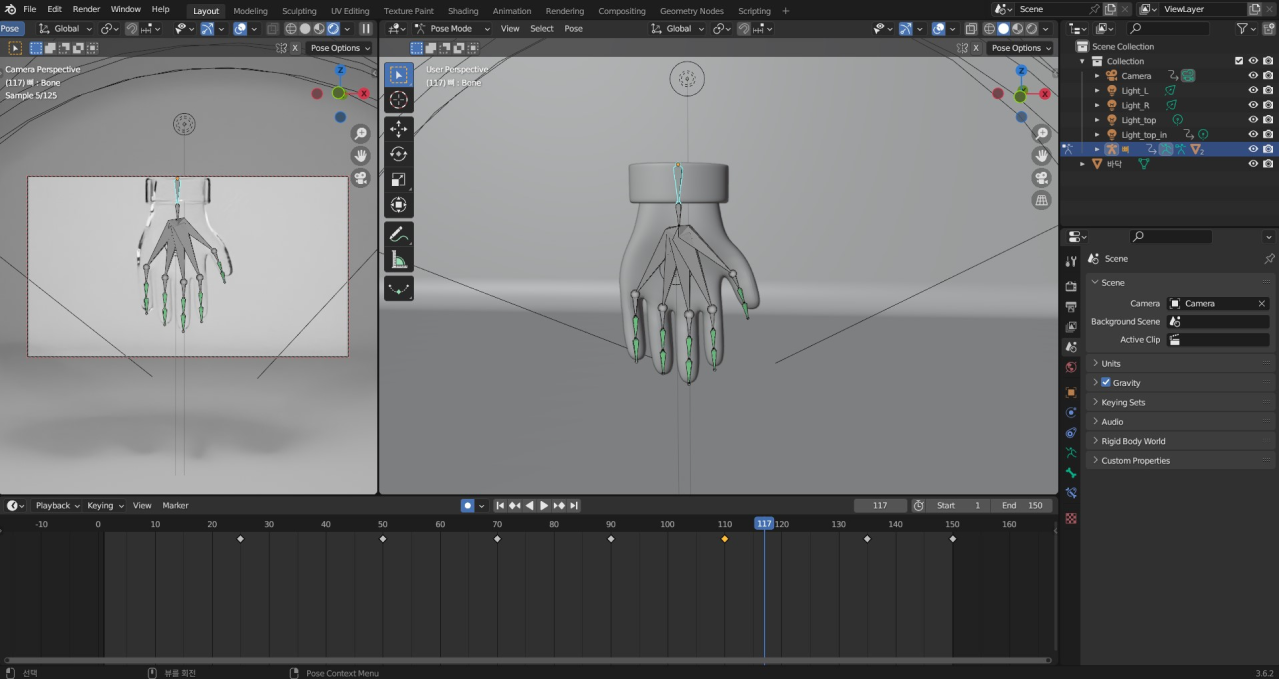 File Edit Render Window Help Layout Modeling Sculpting UV Editing Texture Paint Shading Animation Rendering Compositing Geometry Nodes Scripting + Scene ViewLayer
Pose Global Global
Pose Mode View Select Pose Global
Pose Options
Pose Options
Camera Perspective
(117) 뼈 : Bone
Sample 5/125
Z
X
User Perspective
(117) 뼈 : Bone
Z
X
Scene Collection
Collection
Camera
Light_L
Light_R
Light_top
Light_top_in
2
바닥
Scene
Scene
Camera Camera
Background Scene
Active Clip
Units
Gravity
Keying Sets
Audio
Rigid Body World
Custom Properties
Playback Keying View Marker 117 Start 1 End 150
-10 0 10 20 30 40 50 60 70 80 90 100 110 117 120 130 140 150 160
선택 뷰를 회전 Pose Context Menu 3.6.2